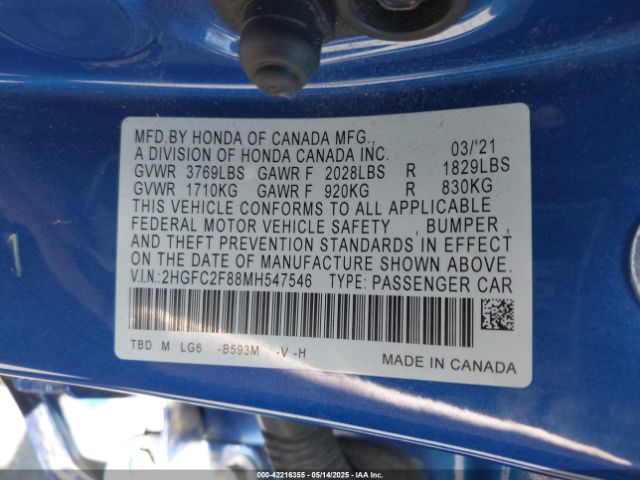 MFD.BY HONDA OF CANADA MFG., 03/'21
A DIVISION OF HONDA CANADA INC.
GVWR 3769LBS GAWR F 2028LBS R 1829LBS
GVWR 1710KG GAWR F 920KG R 830KG
THIS VEHICLE CONFORMS TO ALL APPLICABLE
FEDERAL MOTOR VEHICLE SAFETY , BUMPER ,
AND THEFT PREVENTION STANDARDS IN EFFECT
ON THE DATE OF MANUFACTURE SHOWN ABOVE.
V.I.N.:2HGFC2F88MH547546 TYPE: PASSENGER CAR
TBD M LG6 -B593M -V -H
MADE IN CANADA
1
000-42216355 - 05/14/2025 - IAAI.COM